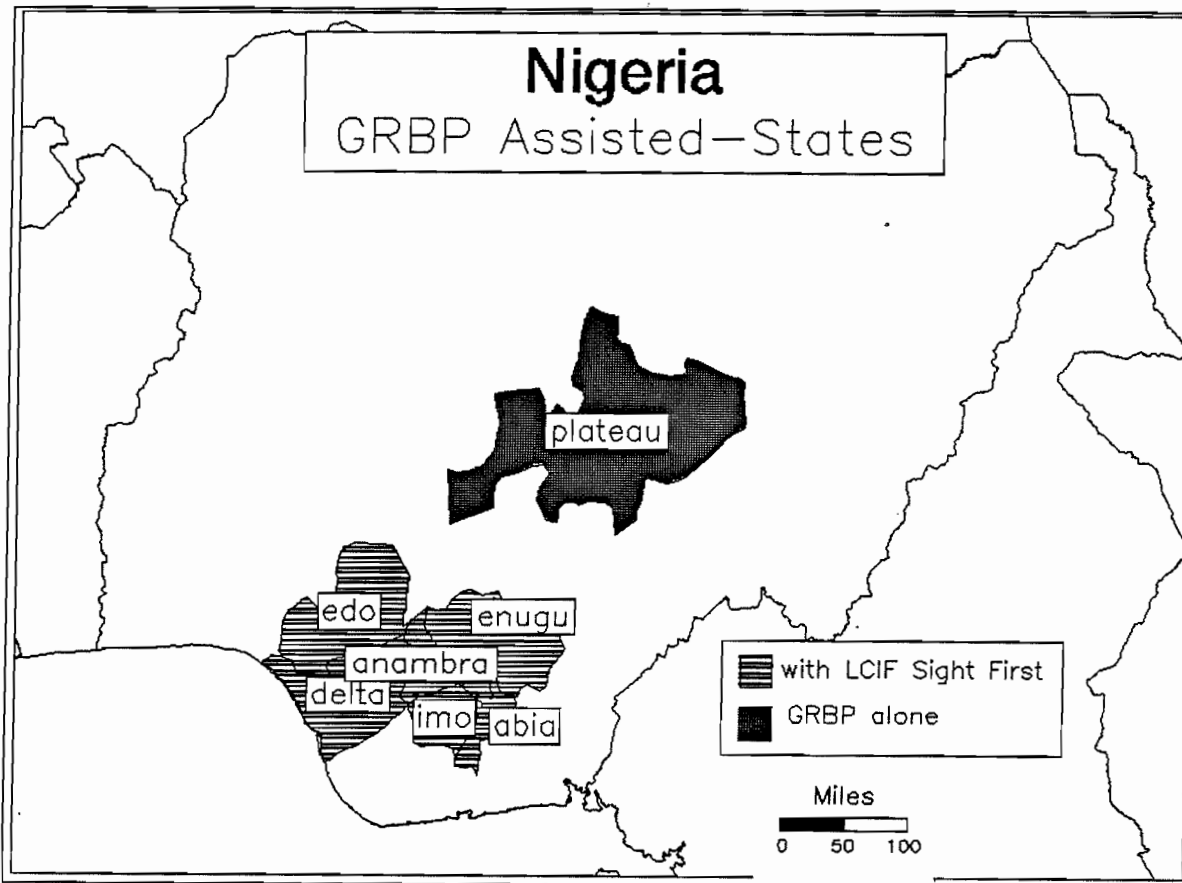 Nigeria
GRBP Assisted-States
plateau
edo
enugu
anambra
delta
imo
abia
with LCIF Sight First
GRBP alone
Miles
0 50 100